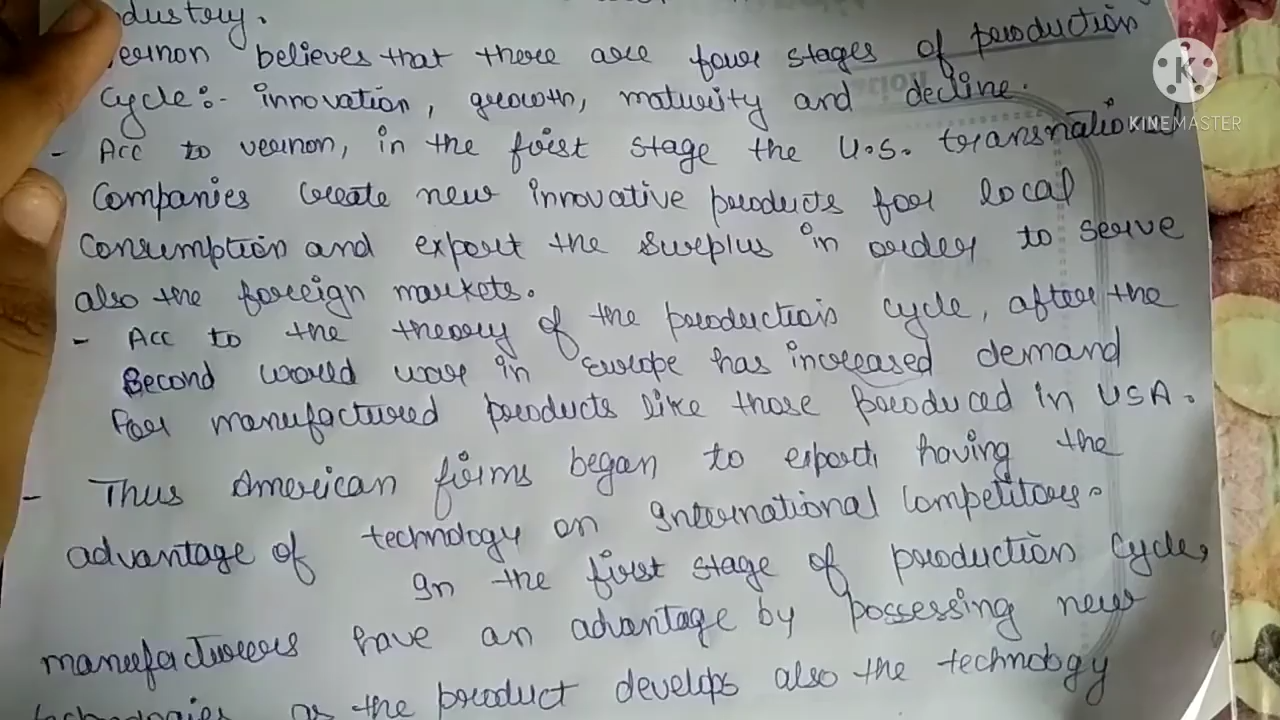 dustry.
vernon believes that there are four stages of production
cycle:- innovation, growth, maturity and decline.
- Acc to vernon, in the first stage the U.S. transnational
Companies create new innovative products for local
Consumption and export the surplus in order to serve
also the foreign markets.
- Acc to the theory of the production cycle, after the
Second world war in Europe has increased demand
For manufactured products like those produced in USA.
- Thus American firms began to export, having the
advantage of technology on International Competitors.
In the first stage of production cycle,
manufacturers have an advantage by possessing new
technologies as the product develops also the technology
K
KINEMASTER